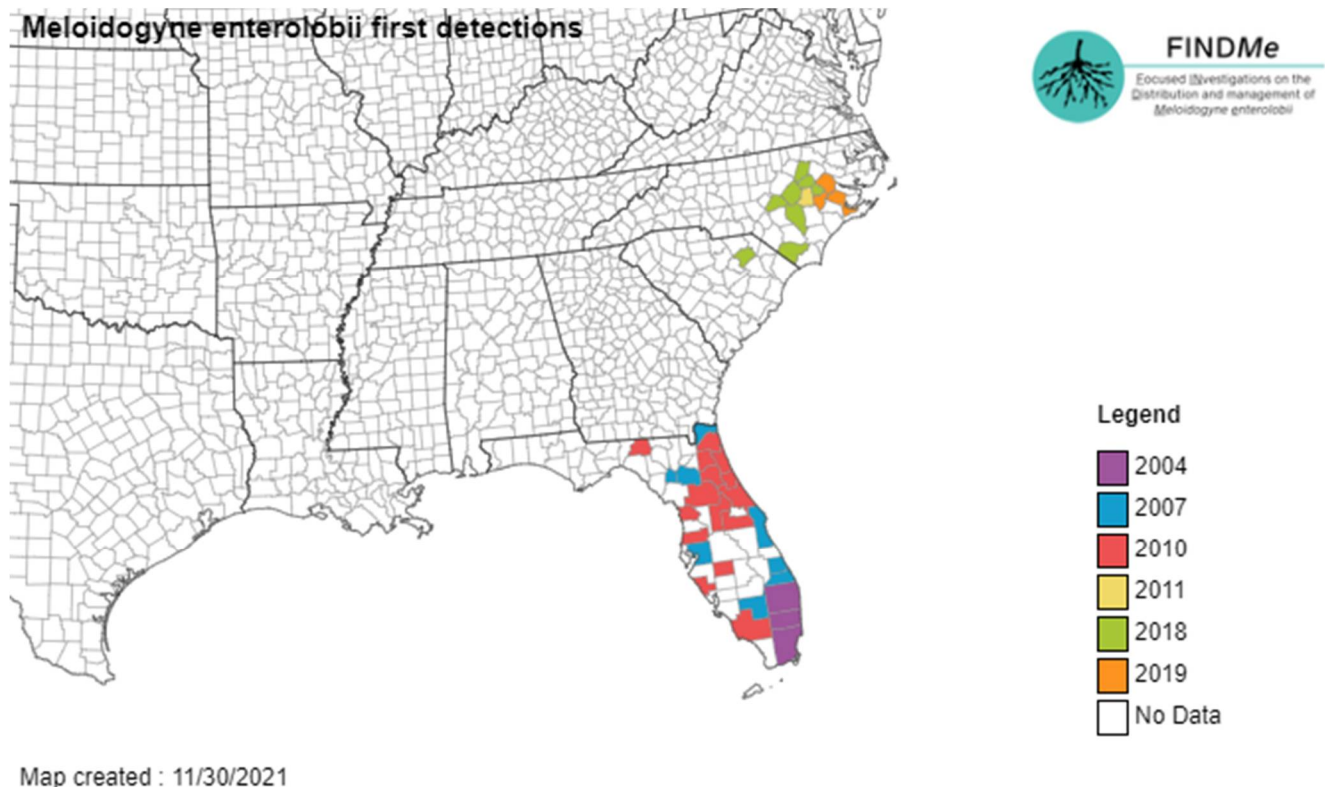 Meloidogyne enterolobii first detections
FINDMe
Focused INvestigations on the
Distribution and management of
Meloidogyne enterolobii
Legend
2004
2007
2010
2011
2018
2019
No Data
Map created : 11/30/2021